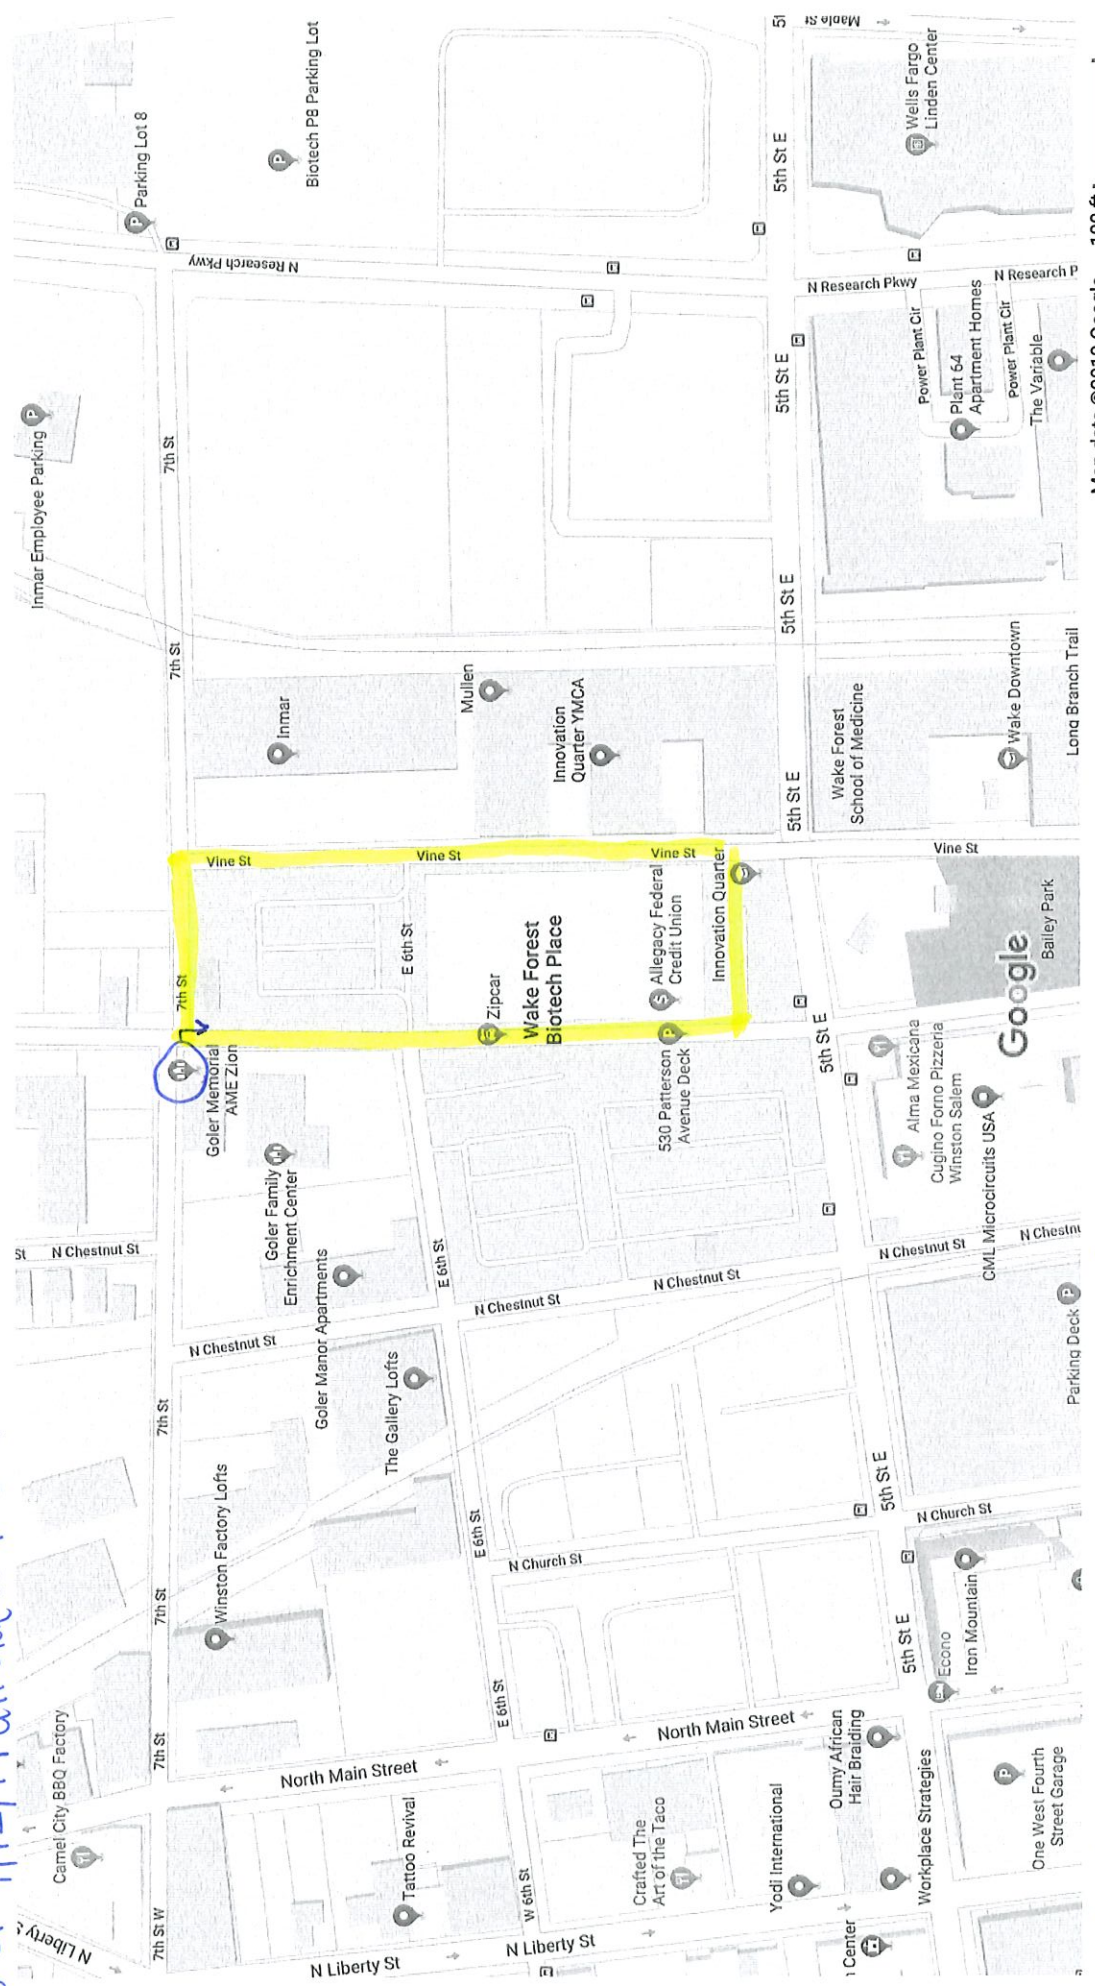 Camel City BBQ Factory
Inmar Employee Parking
Parking Lot 8
Biotech PB Parking Lot
N Liberty S
7th St W
7th St
7th St
7th St
7th St
7th St
7th St
St
N Chestnut St
N Research Pkwy
Winston Factory Lofts
Goler Memorial
AME Zion
Goler Family
Enrichment Center
Goler Manor Apartments
N Chestnut St
Vine St
Inmar
North Main Street
N Liberty St
Tattoo Revival
The Gallery Lofts
E 6th St
E 6th St
E 6th St
E 6th St
W 6th St
Vine St
Mullen
Zipcar
Wake Forest
Biotech Place
Innovation
Quarter YMCA
N Chestnut St
N Church St
N Liberty St
Crafted The
Art of the Taco
North Main Street
N Chestnut St
530 Patterson
Avenue Deck
Allegacy Federal
Credit Union
Vine St
Innovation Quarter
Yodi International
Oumy African
Hair Braiding
5th St E
5th St E
5th St E
5th St E
5th St E
5th St E
5th St E
51
Maple St
N Research Pkwy
Wake Forest
School of Medicine
Alma Mexicana
Cugino Forno Pizzeria
Winston Salem
N Chestnut St
N Church St
Econo
Workplace Strategies
Center
Iron Mountain
CML Microcircuits USA
Vine St
Wake Downtown
Power Plant Cir
Plant 64
Apartment Homes
Power Plant Cir
The Variable
Wells Fargo
Linden Center
N Research P
One West Fourth
Street Garage
Parking Deck
N Chestnu
Google
Bailey Park
Long Branch Trail